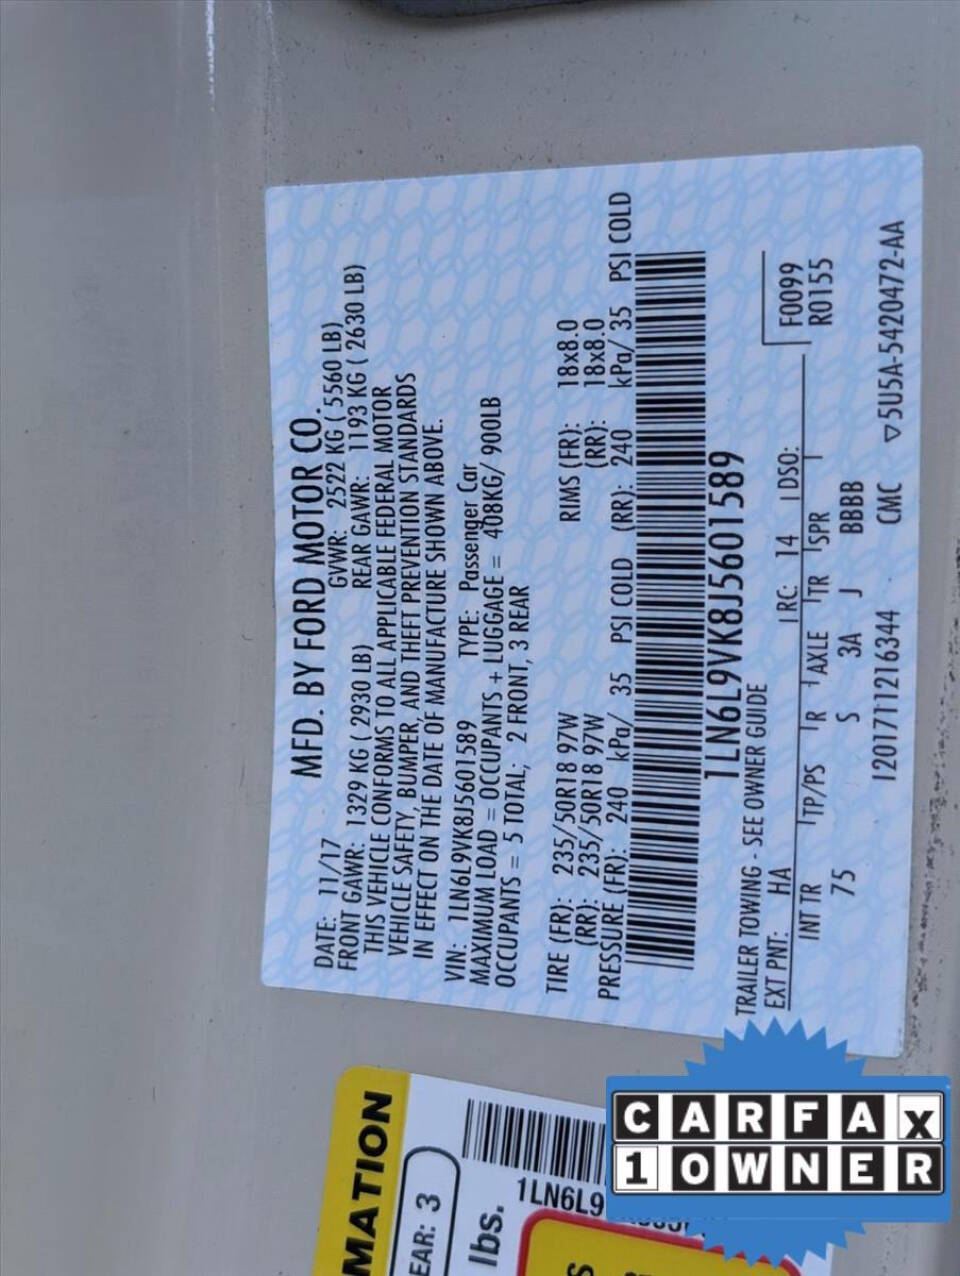 MFD. BY FORD MOTOR CO.
DATE: 11/17 GVWR: 2522 KG ( 5560 LB)
FRONT GAWR: 1329 KG ( 2930 LB) REAR GAWR: 1193 KG ( 2630 LB)
THIS VEHICLE CONFORMS TO ALL APPLICABLE FEDERAL MOTOR
VEHICLE SAFETY, BUMPER, AND THEFT PREVENTION STANDARDS
IN EFFECT ON THE DATE OF MANUFACTURE SHOWN ABOVE.
VIN: 1LN6L9VK8J5601589 TYPE: Passenger Car
MAXIMUM LOAD = OCCUPANTS + LUGGAGE = 408KG/ 900LB
OCCUPANTS = 5 TOTAL; 2 FRONT, 3 REAR
TIRE (FR): 235/50R18 97W RIMS (FR): 18x8.0
(RR): 235/50R18 97W (RR): 18x8.0
PRESSURE (FR): 240 kPa/ 35 PSI COLD (RR): 240 kPa/ 35 PSI COLD
1LN6L9VK8J5601589
TRAILER TOWING - SEE OWNER GUIDE
EXT PNT: HA RC: 14 DSO: F0099
INT TR TP/PS R AXLE TR SPR R0155
75 S 3A J BBBB
12017111216344 CMC ▽5U5A-5420472-AA
MATION
EAR: 3
lbs.
1LN6L9
CARFAX
1 OWNER